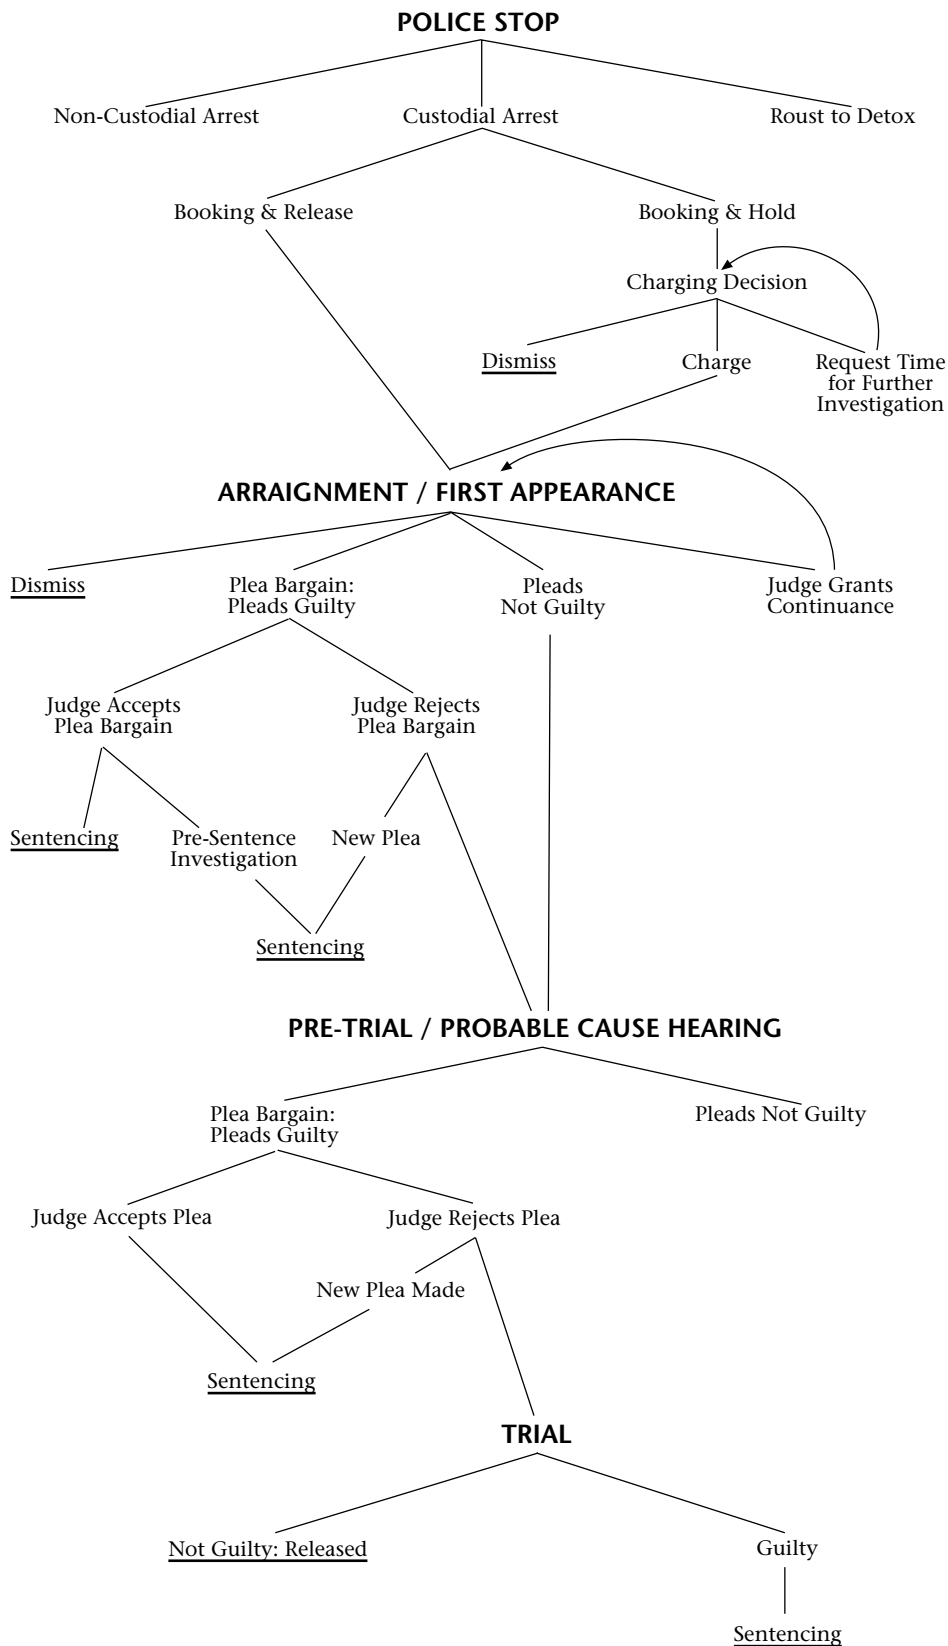 POLICE STOP
Non-Custodial Arrest
Custodial Arrest
Roust to Detox
Booking & Release
Booking & Hold
Charging Decision
Dismiss
Charge
Request Time
for Further
Investigation
ARRAIGNMENT / FIRST APPEARANCE
Dismiss
Plea Bargain:
Pleads Guilty
Pleads
Not Guilty
Judge Grants
Continuance
Judge Accepts
Plea Bargain
Judge Rejects
Plea Bargain
Sentencing
Pre-Sentence
Investigation
New Plea
Sentencing
PRE-TRIAL / PROBABLE CAUSE HEARING
Plea Bargain:
Pleads Guilty
Pleads Not Guilty
Judge Accepts Plea
Judge Rejects Plea
New Plea Made
Sentencing
TRIAL
Not Guilty: Released
Guilty
Sentencing